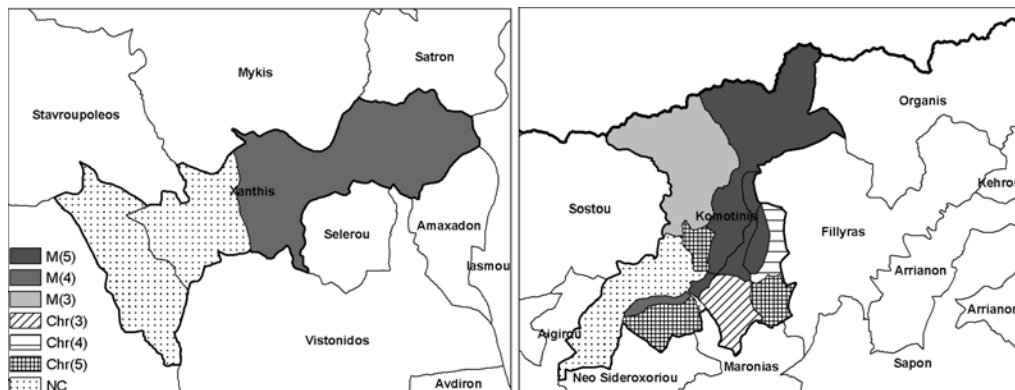 Satron
Mykis
Stavroupoleos
Xanthis
Selerou
Amaxadon
Iasmou
Vistonidos
Avdiron
M(5)
M(4)
M(3)
Chr(3)
Chr(4)
Chr(5)
NC
Organis
Kehrou
Sostou
Komotinis
Fillyras
Arrianon
Arrianon
Aigirou
Sapon
Maronias
Neo Sideroxoriou